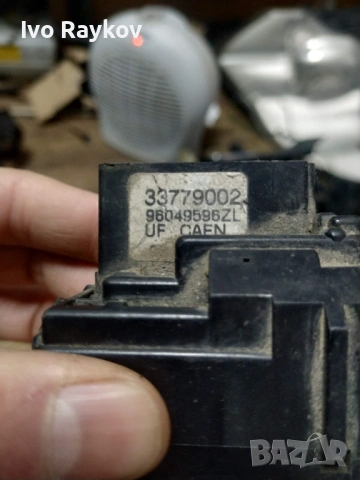 Ivo Raykov
33779002
96049596ZL
UF CAEN
BAZAR